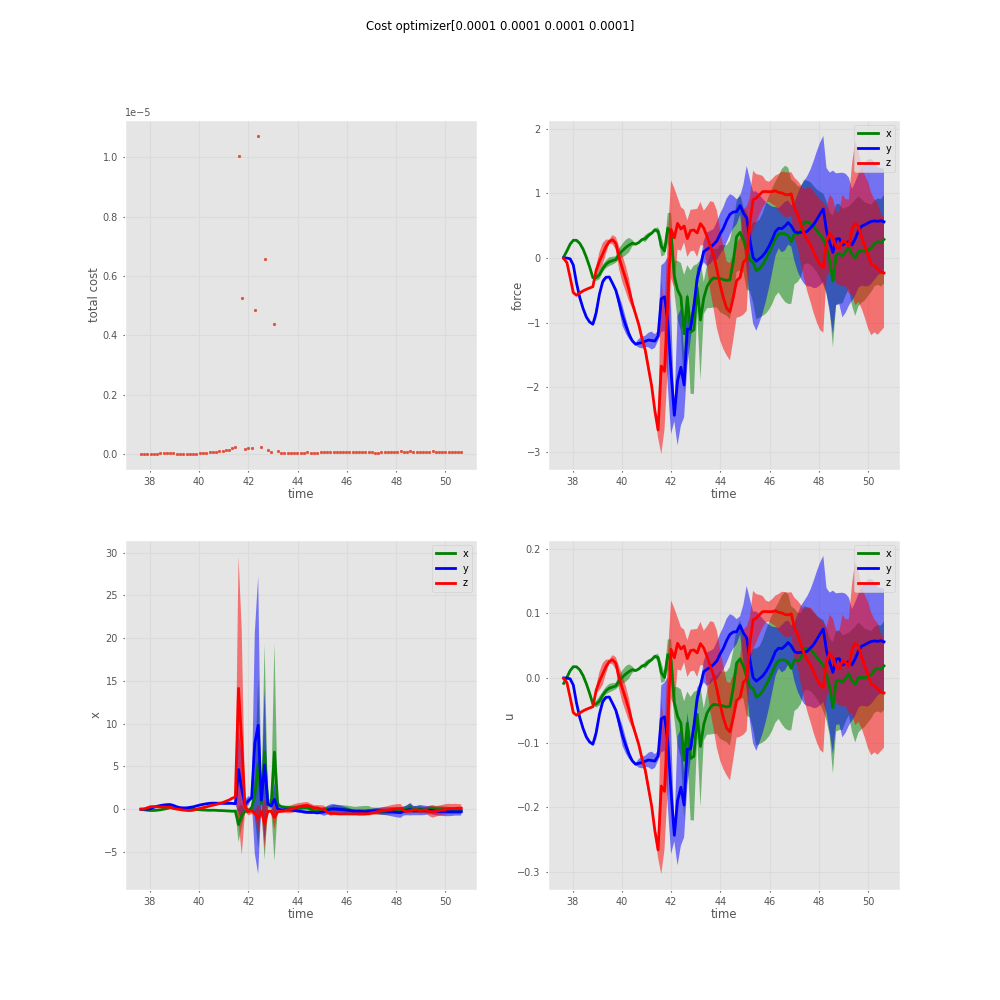 Cost optimizer[0.0001 0.0001 0.0001 0.0001]
1e−5
1.0
0.8
0.6
0.4
0.2
0.0
total cost
38 40 42 44 46 48 50
time
2
1
0
−1
−2
−3
force
x
y
z
38 40 42 44 46 48 50
time
30
25
20
15
10
5
0
−5
x
x
y
z
38 40 42 44 46 48 50
time
0.2
0.1
0.0
−0.1
−0.2
−0.3
u
x
y
z
38 40 42 44 46 48 50
time